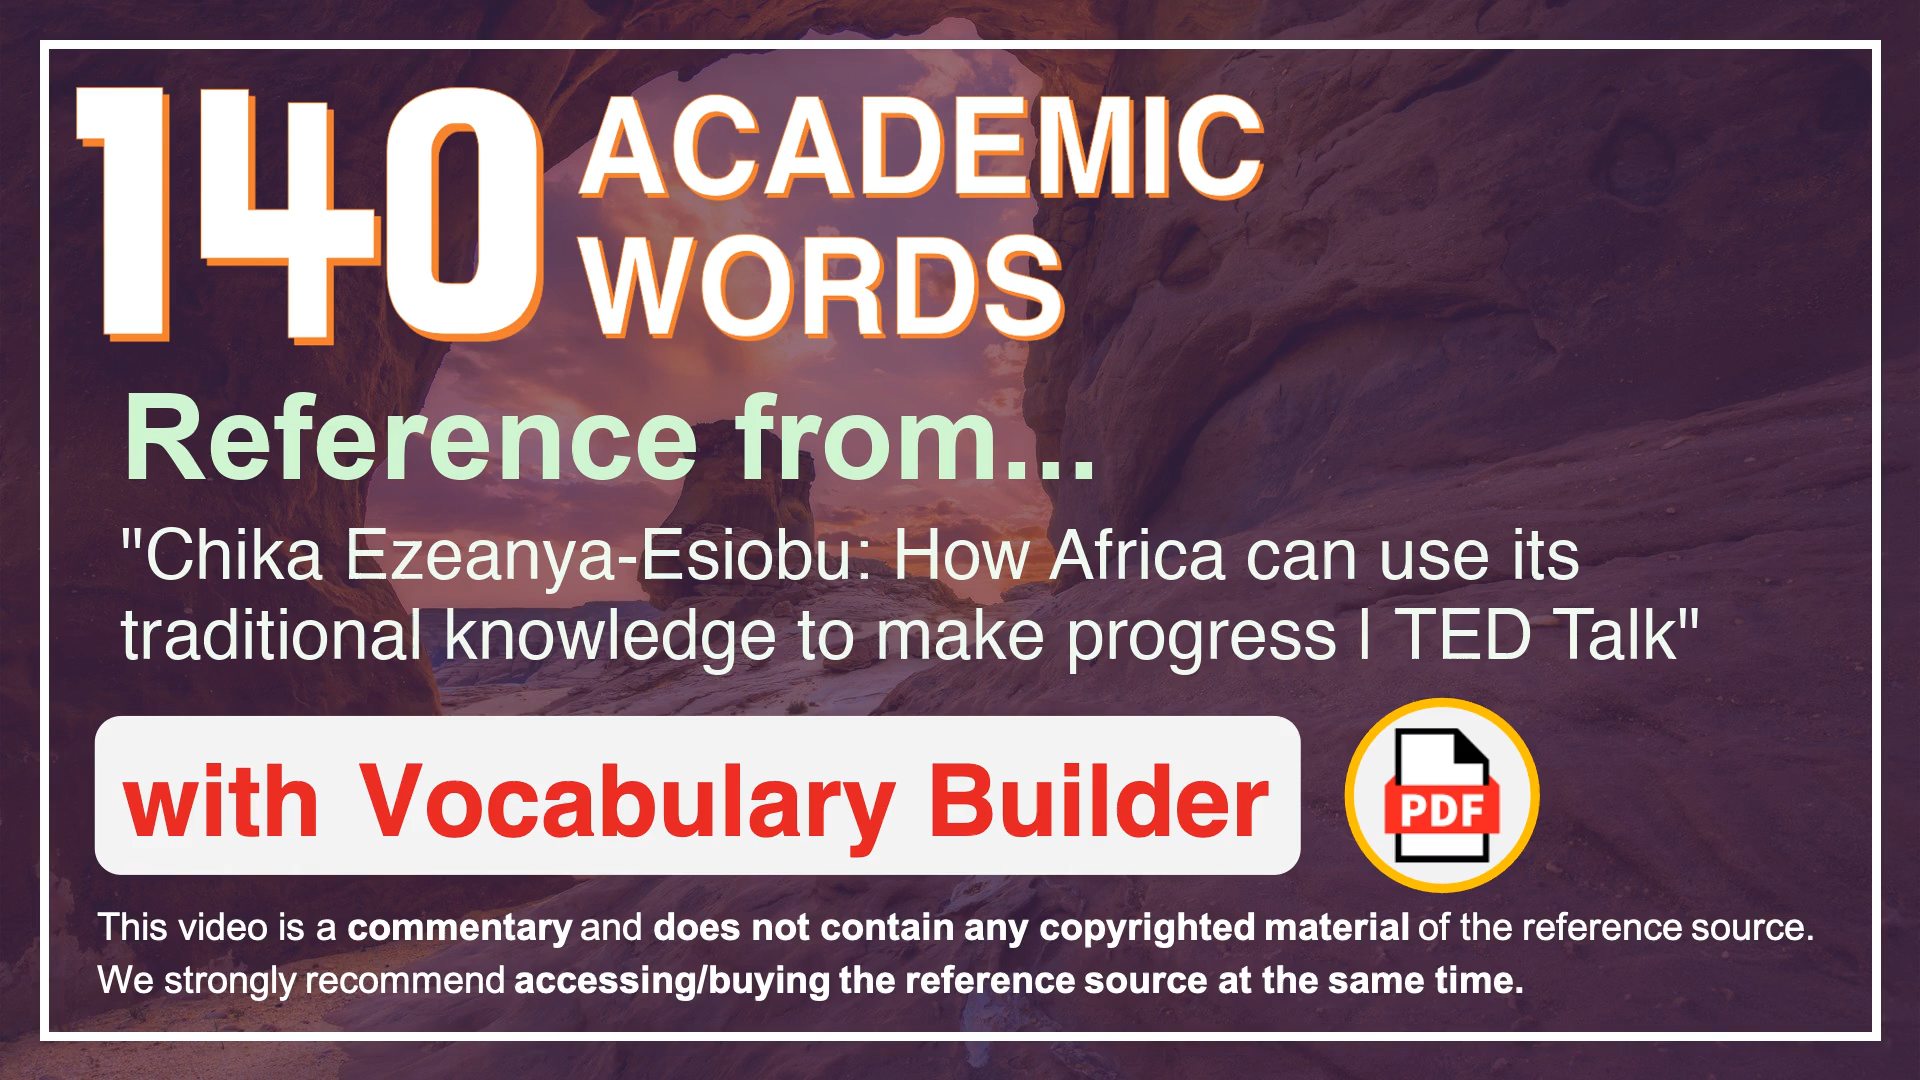 140 ACADEMIC
WORDS
Reference from...
"Chika Ezeanya-Esiobu: How Africa can use its
traditional knowledge to make progress | TED Talk"
with Vocabulary Builder
PDF
This video is a commentary and does not contain any copyrighted material of the reference source.
We strongly recommend accessing/buying the reference source at the same time.